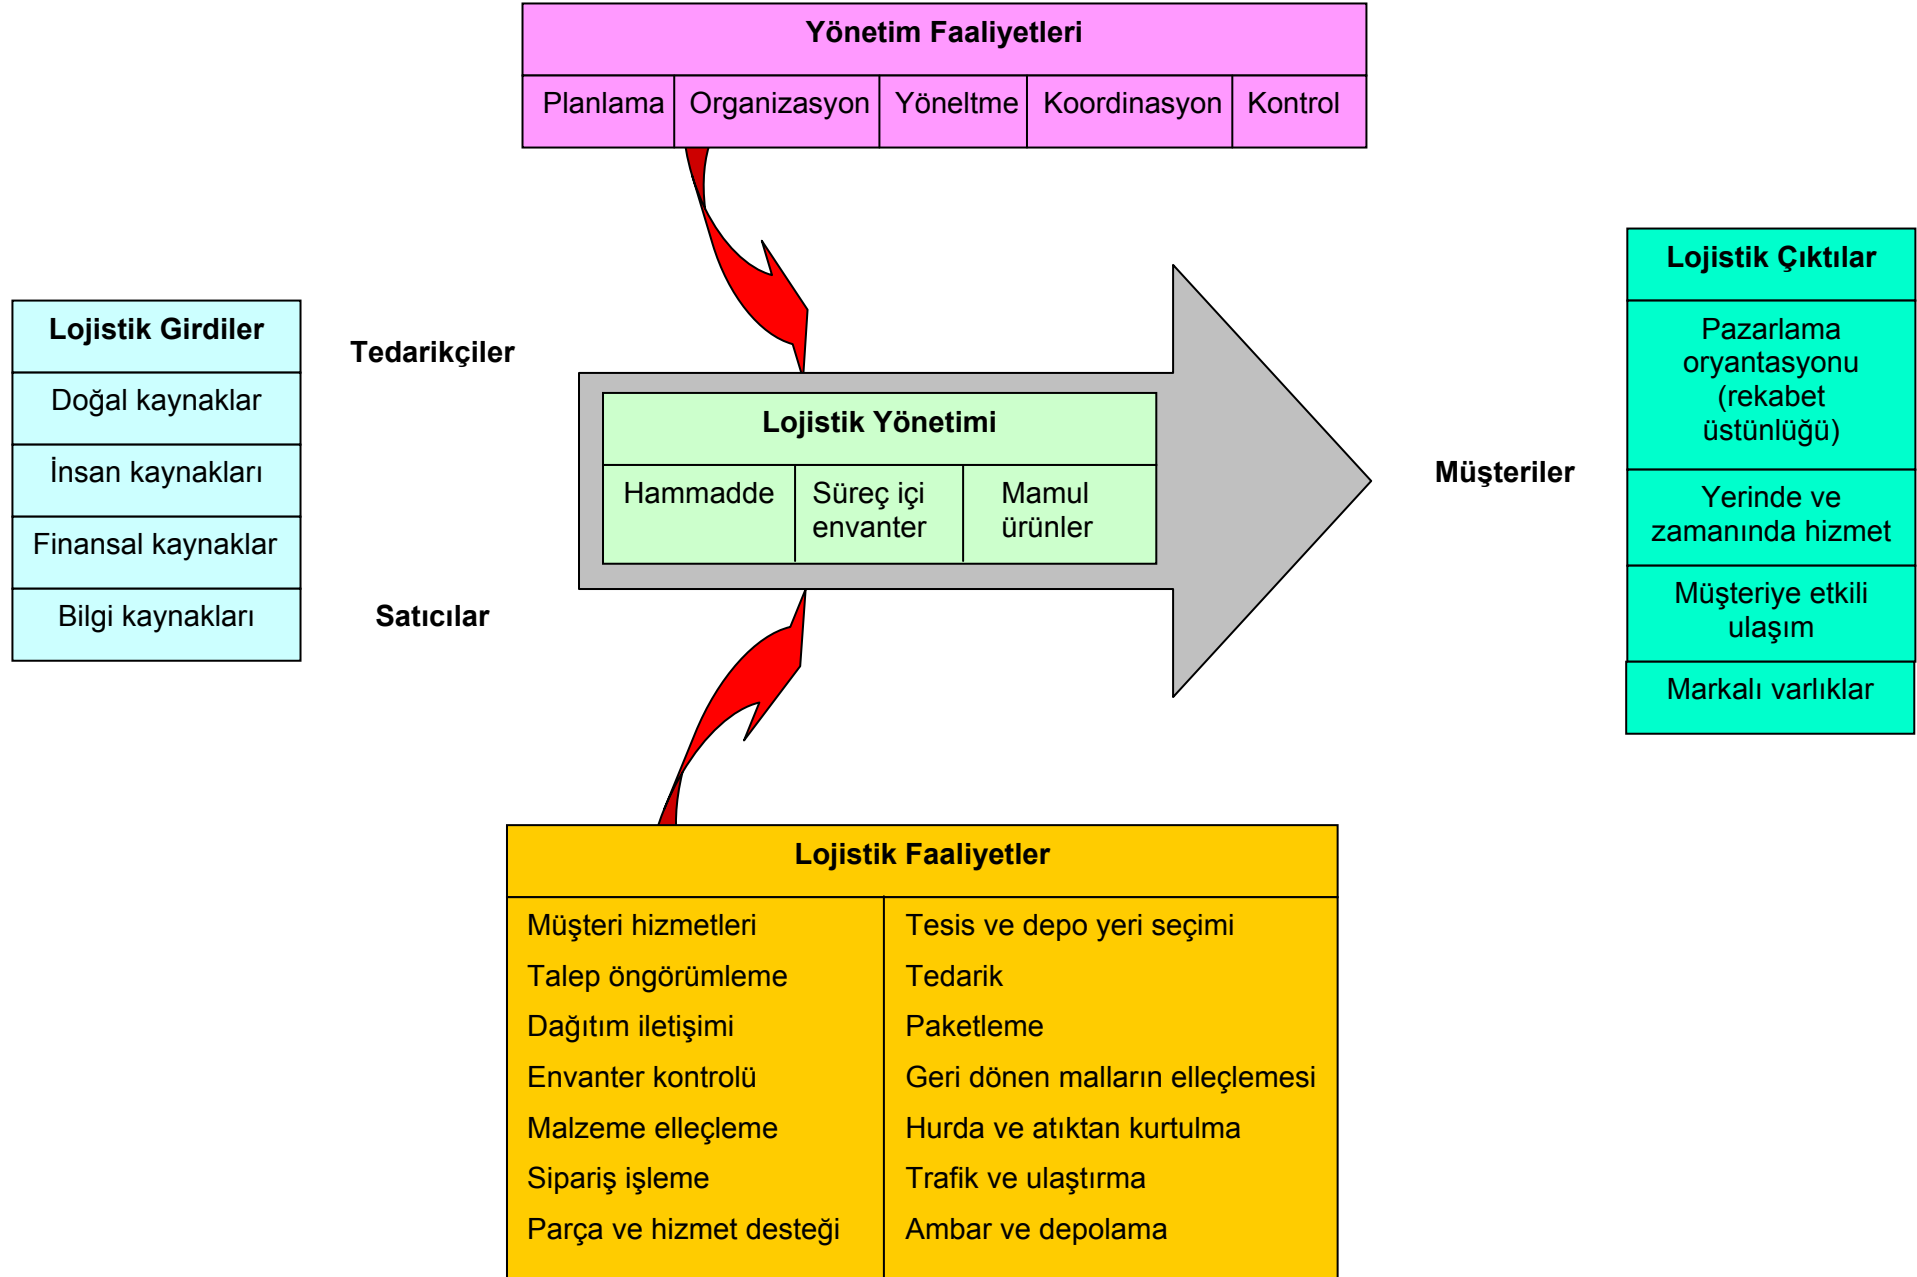 Yönetim Faaliyetleri
Planlama Organizasyon Yöneltme Koordinasyon Kontrol
Lojistik Girdiler
Doğal kaynaklar
İnsan kaynakları
Finansal kaynaklar
Bilgi kaynakları
Tedarikçiler
Satıcılar
Lojistik Yönetimi
Hammadde
Süreç içi
envanter
Mamul
ürünler
Müşteriler
Lojistik Çıktılar
Pazarlama
oryantasyonu
(rekabet
üstünlüğü)
Yerinde ve
zamanında hizmet
Müşteriye etkili
ulaşım
Markalı varlıklar
Lojistik Faaliyetler
Müşteri hizmetleri
Talep öngörümleme
Dağıtım iletişimi
Envanter kontrolü
Malzeme elleçleme
Sipariş işleme
Parça ve hizmet desteği
Tesis ve depo yeri seçimi
Tedarik
Paketleme
Geri dönen malların elleçlemesi
Hurda ve atıktan kurtulma
Trafik ve ulaştırma
Ambar ve depolama